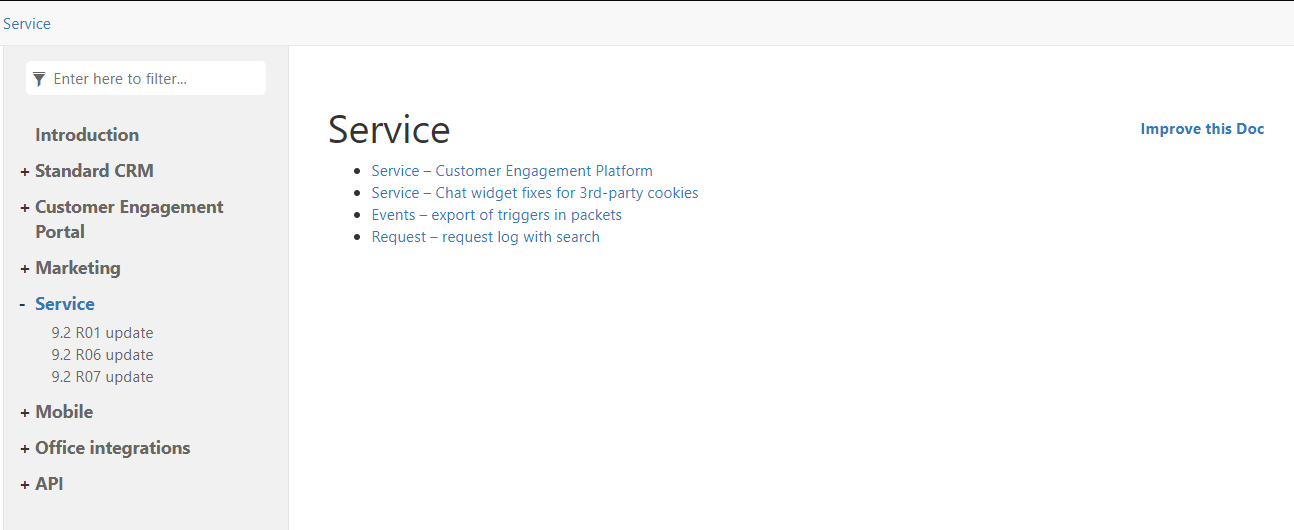 Service
Enter here to filter...
Introduction
+ Standard CRM
+ Customer Engagement
Portal
+ Marketing
- Service
9.2 R01 update
9.2 R06 update
9.2 R07 update
+ Mobile
+ Office integrations
+ API
Service
Improve this Doc
• Service – Customer Engagement Platform
• Service – Chat widget fixes for 3rd-party cookies
• Events – export of triggers in packets
• Request – request log with search